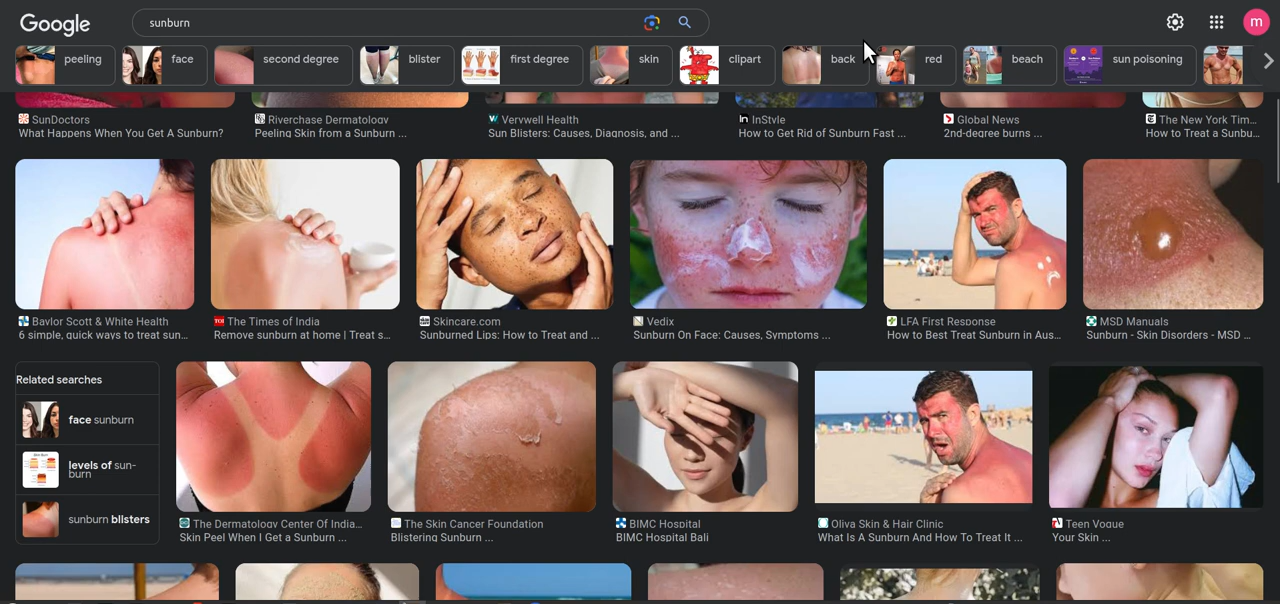 Google
sunburn
m
peeling
face
second degree
blister
first degree
skin
clipart
back
red
beach
sun poisoning
SunDoctors
What Happens When You Get A Sunburn?
Riverchase Dermatology
Peeling Skin from a Sunburn ...
Verywell Health
Sun Blisters: Causes, Diagnosis, and ...
InStyle
How to Get Rid of Sunburn Fast ...
Global News
2nd-degree burns ...
The New York Tim...
How to Treat a Sunbu...
Baylor Scott & White Health
6 simple, quick ways to treat sun...
The Times of India
Remove sunburn at home | Treat s...
Skincare.com
Sunburned Lips: How to Treat and ...
Vedix
Sunburn On Face: Causes, Symptoms ...
LFA First Response
How to Best Treat Sunburn in Aus...
MSD Manuals
Sunburn - Skin Disorders - MSD ...
Related searches
face sunburn
levels of sun-
burn
sunburn blisters
The Dermatology Center Of India...
Skin Peel When I Get a Sunburn ...
The Skin Cancer Foundation
Blistering Sunburn ...
BIMC Hospital
BIMC Hospital Bali
Oliva Skin & Hair Clinic
What Is A Sunburn And How To Treat It ...
Teen Vogue
Your Skin ...